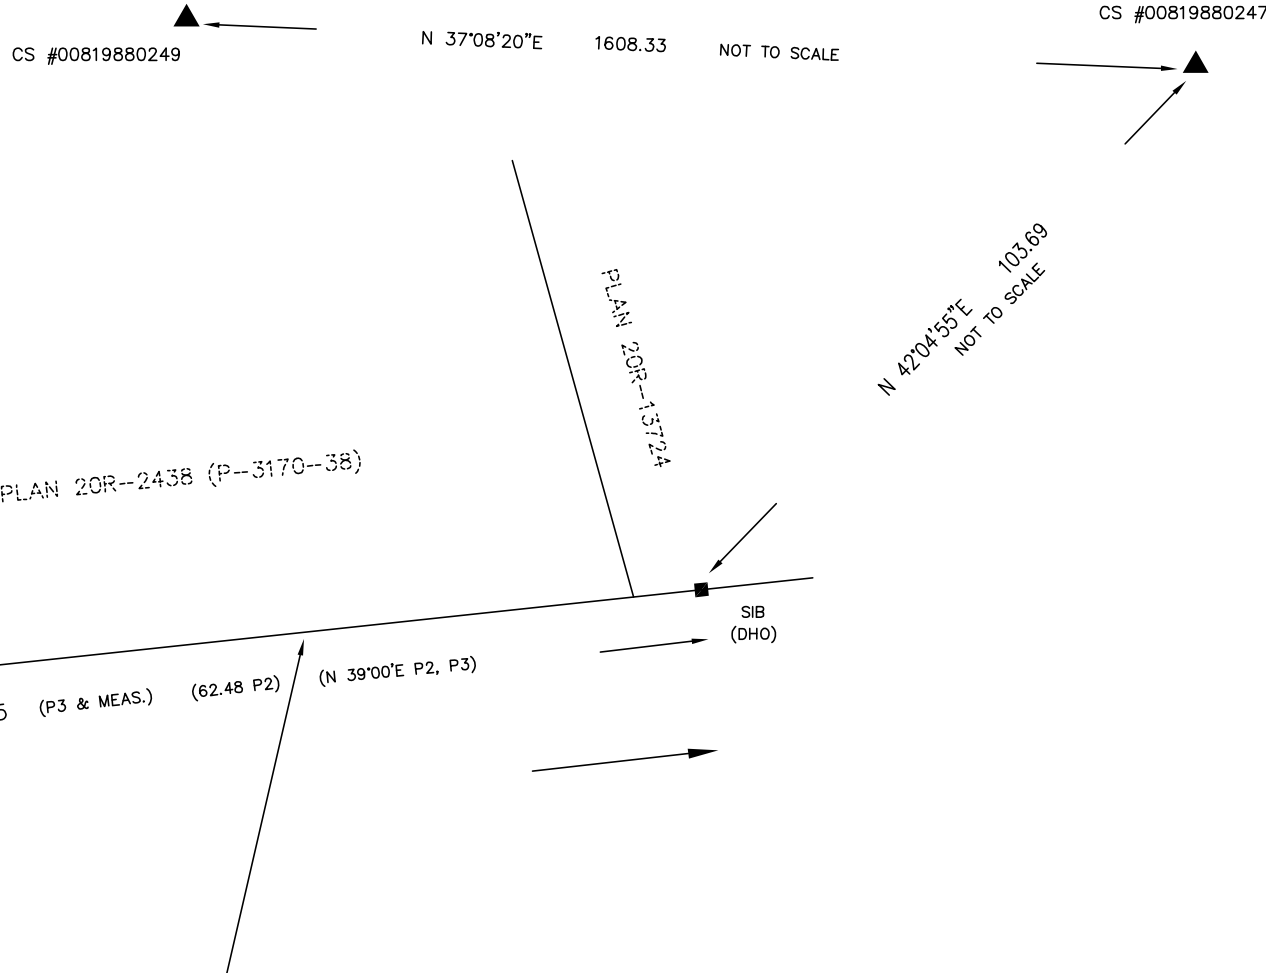 CS #00819880247
CS #00819880249
N 37°08'20"E 1608.33 NOT TO SCALE
N 42°04'55"E 103.69
NOT TO SCALE
PLAN 20R--13724
PLAN 20R--2438 (P--3170--38)
SIB
(DHO)
5 (P3 & MEAS.) (62.48 P2) (N 39°00'E P2, P3)